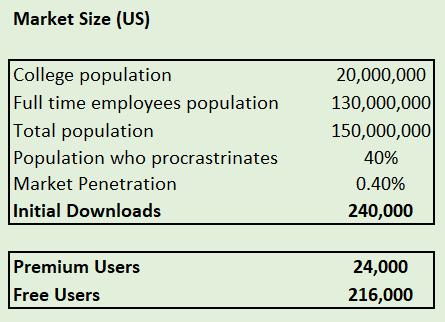 Market Size (US)
College population 20,000,000
Full time employees population 130,000,000
Total population 150,000,000
Population who procrastrinates 40%
Market Penetration 0.40%
Initial Downloads 240,000
Premium Users 24,000
Free Users 216,000